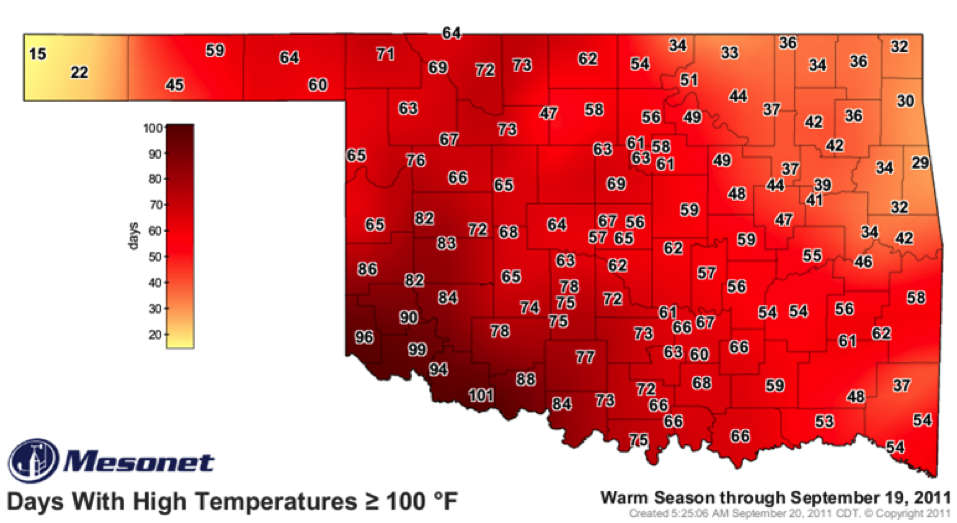 64
34 33 36 32
15 59 64 71 69 72 73 62 54 34 36
22 45 60 51
63 47 58 56 49 44 37 42 36 30
100
90
80
70
60
50
40
30
20
days
67 73 63 61 58 42
65 76 63 61 49 37 34 29
66 65 69 48 44 39
41
65 82 72 68 64 67 56 59 47 32
83 57 65 59 34 42
86 63 62 62 55 46
82 65 78 57 56
84 74 75 72 54 54 56 58
90 78 75 61 66 67 62
96 73 61
99 77 63 60 66
94 88 72 68 59 37
101 84 73 66 48
66 53 54
75 66 54
Mesonet
Days With High Temperatures ≥ 100 °F
Warm Season through September 19, 2011
Created 5:25:06 AM September 20, 2011 CDT. © Copyright 2011